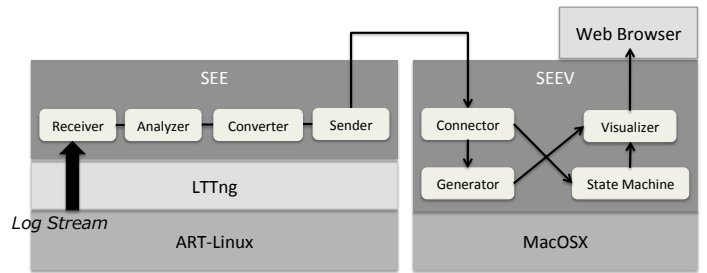 Web Browser
SEE
SEEV
Receiver
Analyzer
Converter
Sender
Connector
Visualizer
Generator
State Machine
LTTng
Log Stream
ART-Linux
MacOSX